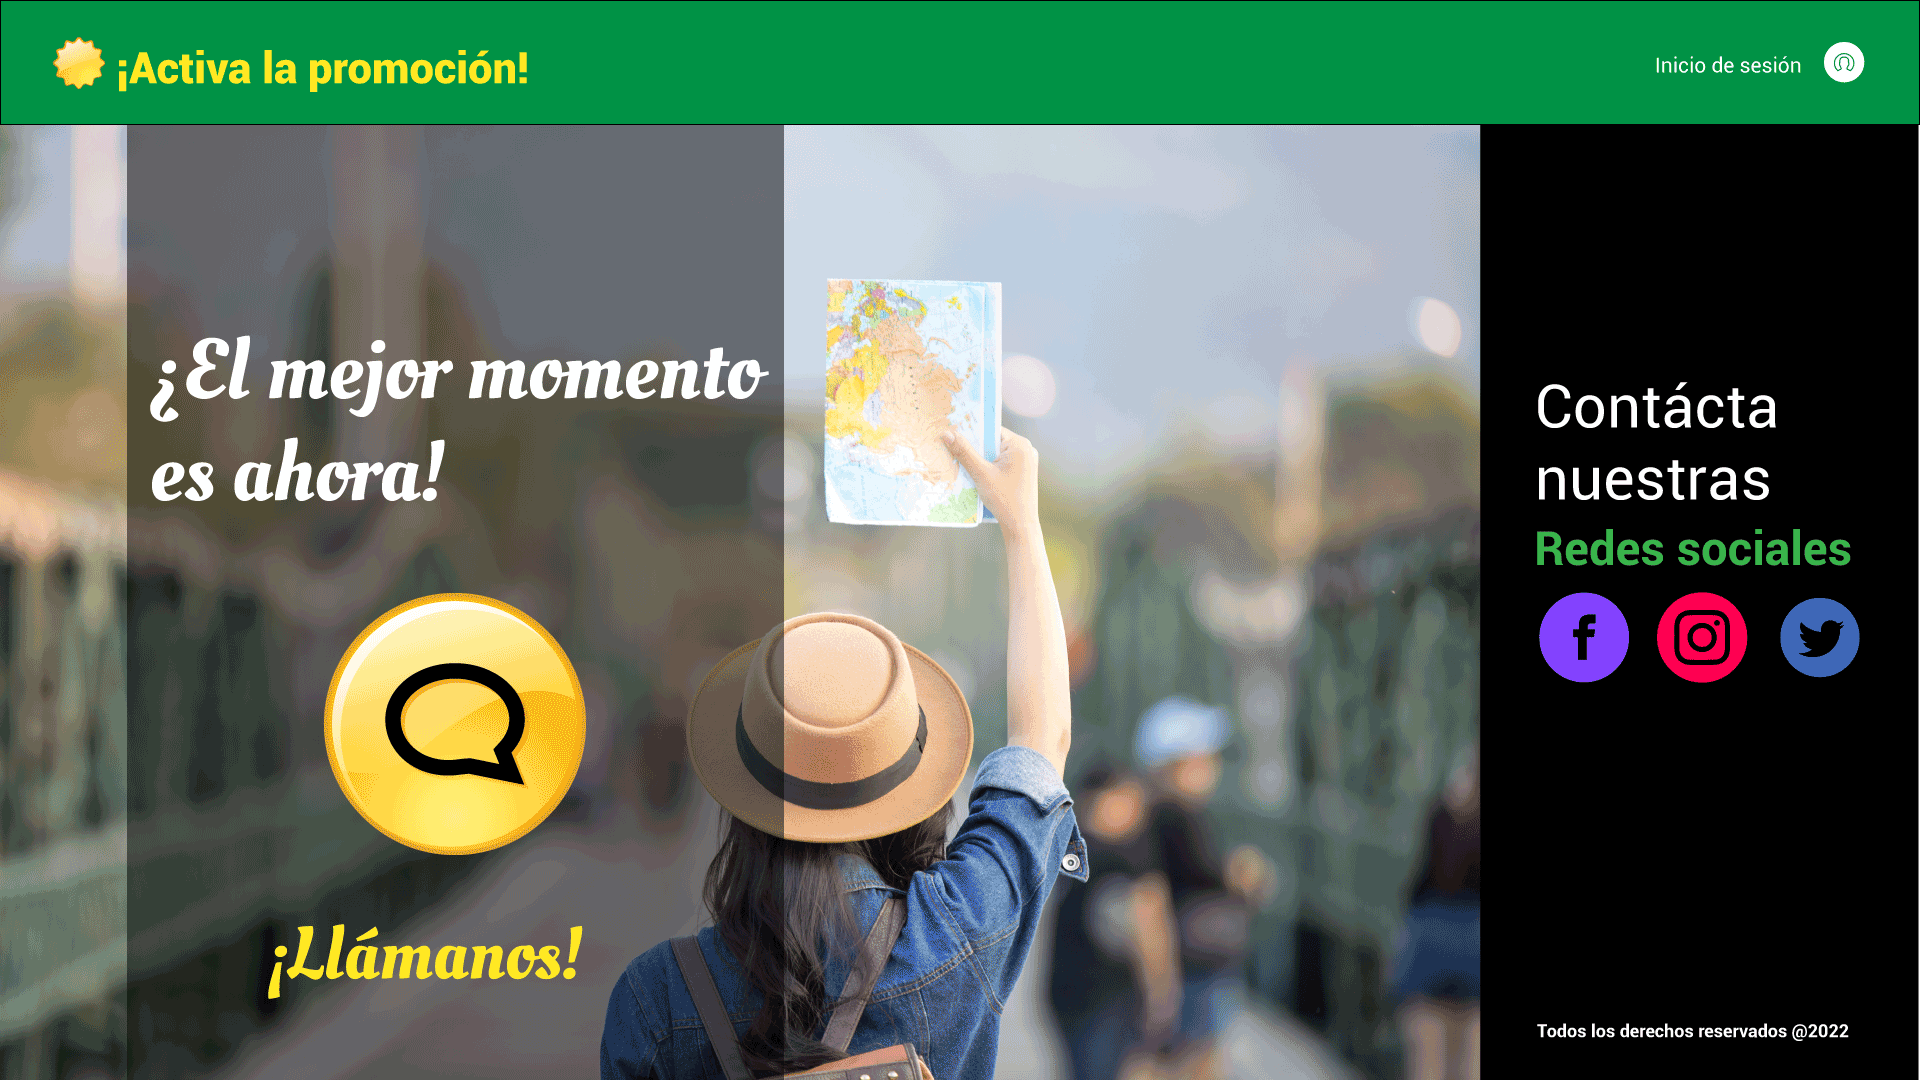 ¡Activa la promoción!
Inicio de sesión
¿El mejor momento
es ahora!
¡Llámanos!
Contácta
nuestras
Redes sociales
Todos los derechos reservados @2022